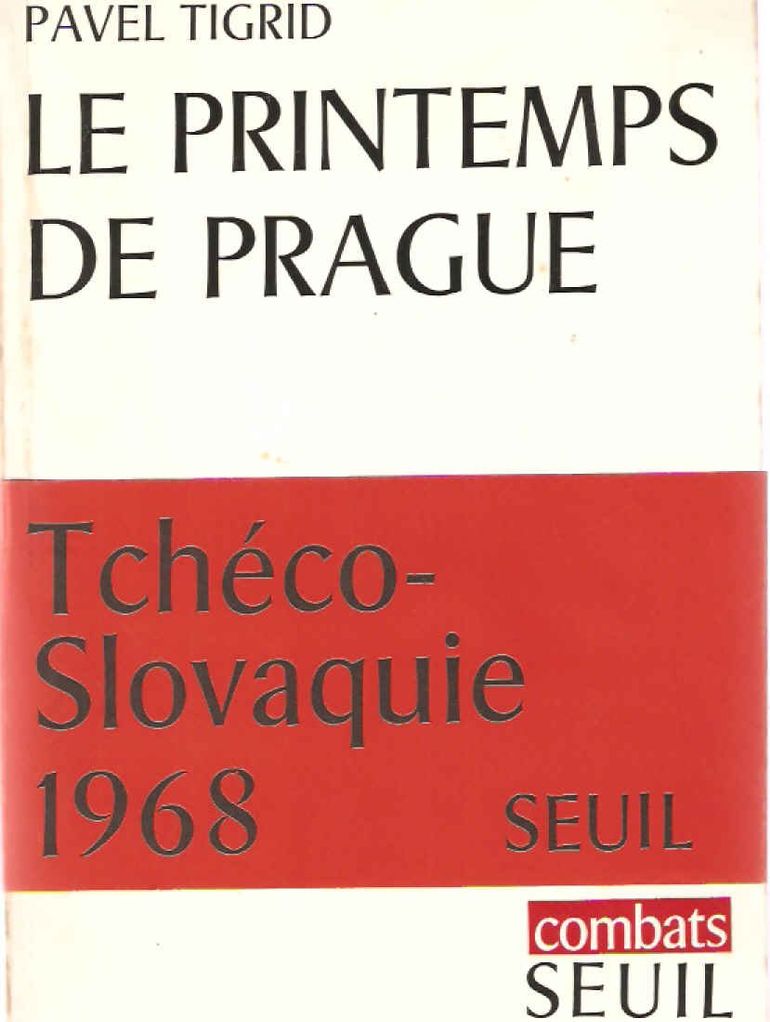 PAVEL TIGRID
LE PRINTEMPS
DE PRAGUE
Tchéco-
Slovaquie
1968 SEUIL
combats
SEUIL